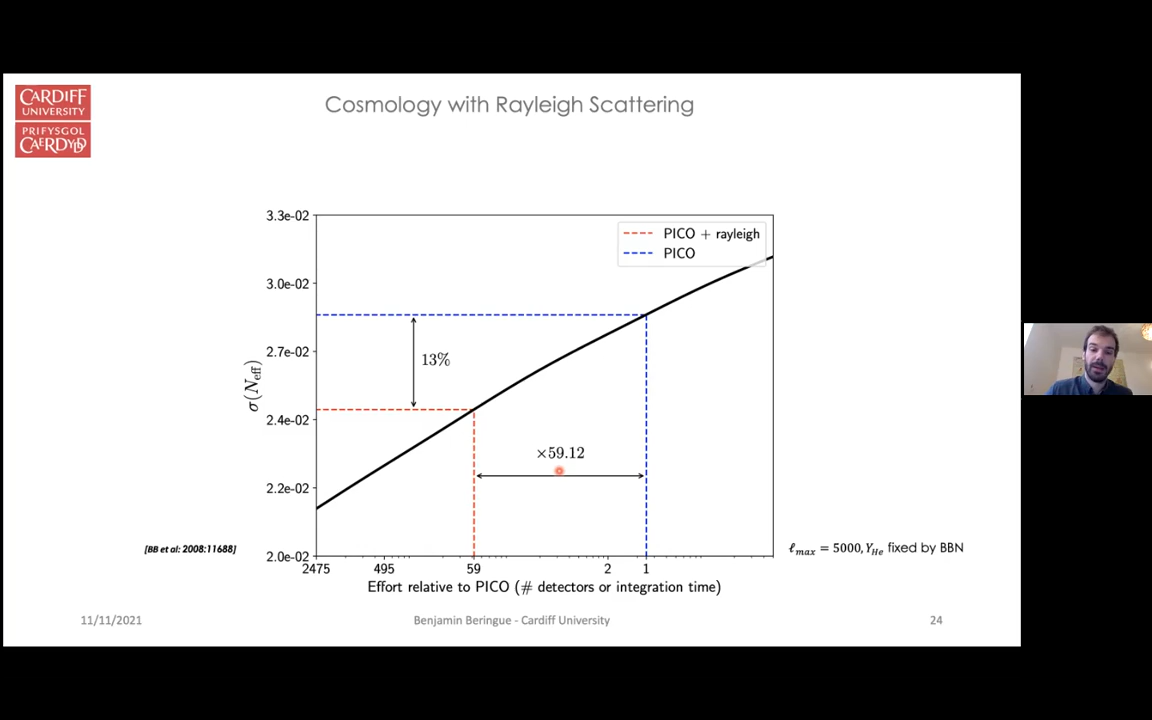 CARDIFF
UNIVERSITY
PRIFYSGOL
CAERDYDD
Cosmology with Rayleigh Scattering
3.3e-02
3.0e-02
2.7e-02
2.4e-02
2.2e-02
2.0e-02
σ(N_eff)
PICO + rayleigh
PICO
13%
×59.12
2475 495 59 2 1
Effort relative to PICO (# detectors or integration time)
[BB et al: 2008:11688]
ℓ_max = 5000, Y_He fixed by BBN
11/11/2021
Benjamin Beringue - Cardiff University
24